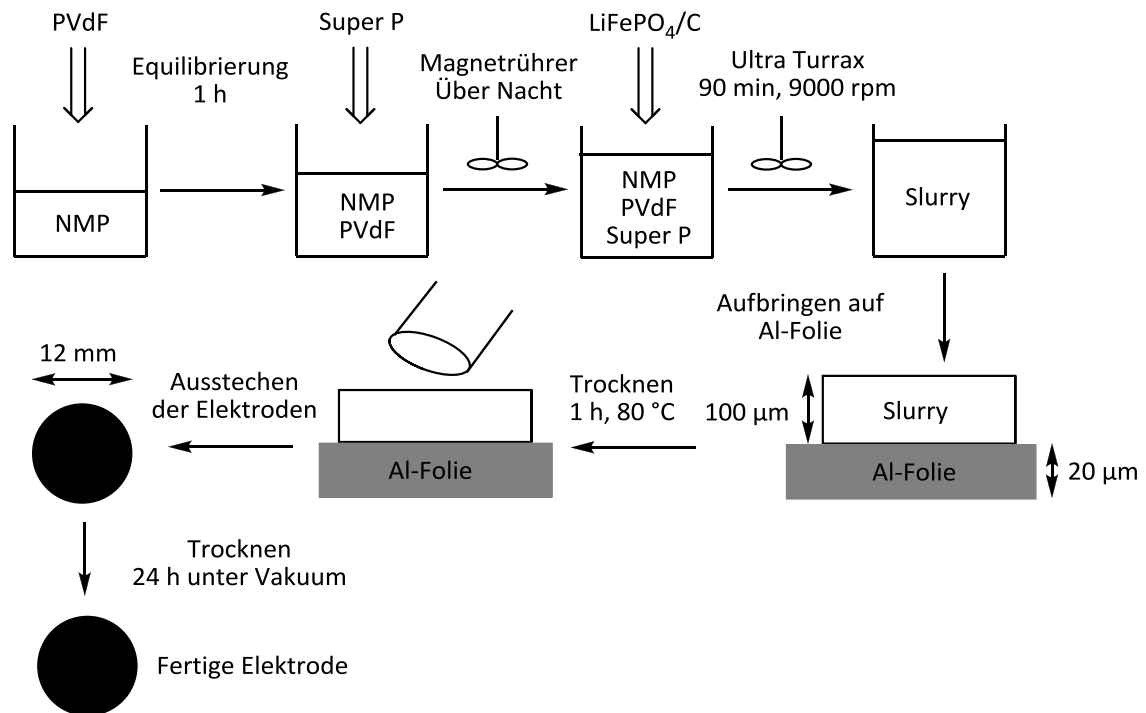 PVdF
Equilibrierung
1 h
NMP
Super P
Magnetrührer
Über Nacht
NMP
PVdF
LiFePO4/C
Ultra Turrax
90 min, 9000 rpm
NMP
PVdF
Super P
Slurry
Aufbringen auf
Al-Folie
100 µm
Slurry
Al-Folie
20 µm
Trocknen
1 h, 80 °C
Al-Folie
Ausstechen
der Elektroden
12 mm
Trocknen
24 h unter Vakuum
Fertige Elektrode